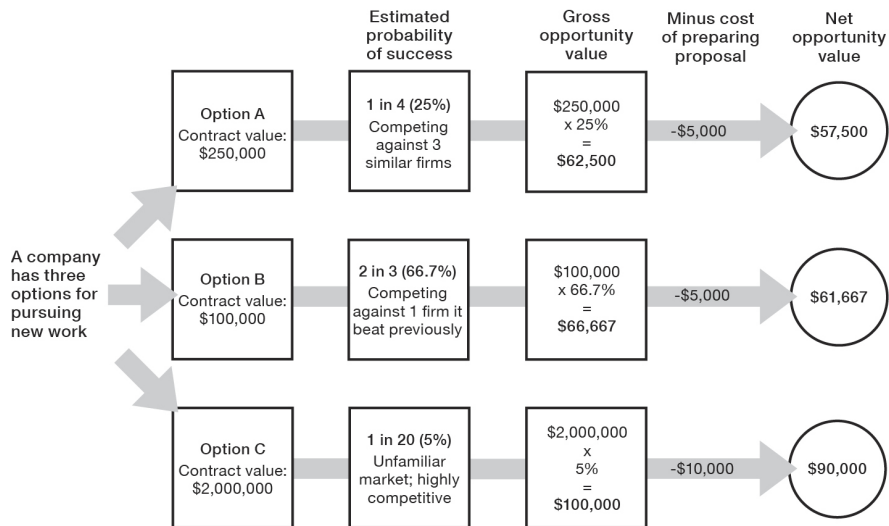 Estimated
probability
of success
Gross
opportunity
value
Minus cost
of preparing
proposal
Net
opportunity
value
A company
has three
options for
pursuing
new work
Option A
Contract value:
$250,000
1 in 4 (25%)
Competing
against 3
similar firms
$250,000
x 25%
=
$62,500
-$5,000
$57,500
Option B
Contract value:
$100,000
2 in 3 (66.7%)
Competing
against 1 firm it
beat previously
$100,000
x 66.7%
=
$66,667
-$5,000
$61,667
Option C
Contract value:
$2,000,000
1 in 20 (5%)
Unfamiliar
market; highly
competitive
$2,000,000
x
5%
=
$100,000
-$10,000
$90,000